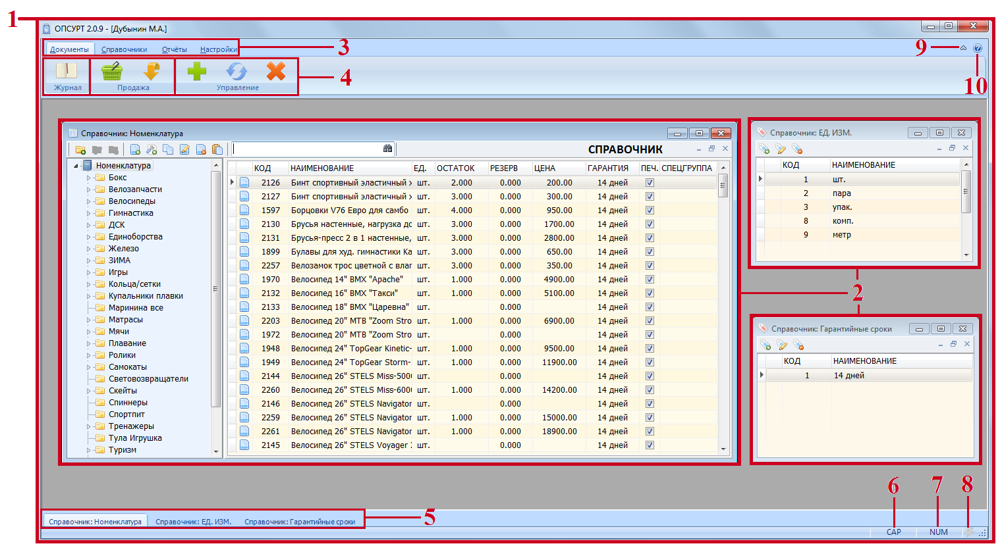 1
ОПСУРТ 2.0.9 - [Дубынин М.А.]
Документы Справочники Отчёты Настройки
3
9
10
Журнал Продажа Управление
4
Справочник: Номенклатура
СПРАВОЧНИК
Номенклатура
Бокс
Велозапчасти
Велосипеды
Гимнастика
ДСК
Единоборства
Железо
ЗИМА
Игры
Кольца/сетки
Купальники плавки
Маринина все
Матрасы
Мячи
Плавание
Ролики
Самокаты
Световозвращатели
Скейты
Спиннеры
Спортпит
Тренажеры
Тула Игрушка
Туризм
КОД НАИМЕНОВАНИЕ ЕД. ОСТАТОК РЕЗЕРВ ЦЕНА ГАРАНТИЯ ПЕЧ. СПЕЦГРУППА
2126 Бинт спортивный эластичный х шт. 2.000 0.000 200.00 14 дней
2127 Бинт спортивный эластичный х шт. 3.000 0.000 300.00 14 дней
1597 Борцовки V76 Евро для самбо шт. 4.000 0.000 950.00 14 дней
2130 Брусья настенные, нагрузка до шт. 3.000 0.000 1700.00 14 дней
2131 Брусья-пресс 2 в 1 настенные, шт. 3.000 0.000 2800.00 14 дней
1899 Булавы для худ. гимнастики Ка шт. 3.000 0.000 650.00 14 дней
2257 Велозамок трос цветной с влаг шт. 3.000 0.000 350.00 14 дней
1970 Велосипед 14" BMX "Apache" шт. 1.000 0.000 4900.00 14 дней
2132 Велосипед 16" BMX "Такси" шт. 1.000 0.000 5100.00 14 дней
2133 Велосипед 18" BMX "Царевна" шт. 0.000 14 дней
2203 Велосипед 20" MTB "Zoom Stro шт. 1.000 0.000 6900.00 14 дней
1972 Велосипед 20" MTB "Zoom Stro шт. 0.000 14 дней
1948 Велосипед 24" TopGear Kinetic- шт. 1.000 0.000 9500.00 14 дней
1949 Велосипед 24" TopGear Storm- шт. 1.000 0.000 11900.00 14 дней
2144 Велосипед 26" STELS Miss-500 шт. 0.000 14 дней
2260 Велосипед 26" STELS Miss-600 шт. 1.000 0.000 14200.00 14 дней
2146 Велосипед 26" STELS Navigator шт. 0.000 14 дней
2259 Велосипед 26" STELS Navigator шт. 1.000 0.000 15000.00 14 дней
2261 Велосипед 26" STELS Navigator шт. 1.000 0.000 18900.00 14 дней
2145 Велосипед 26" STELS Voyager шт. 0.000 14 дней
Справочник: ЕД. ИЗМ.
КОД НАИМЕНОВАНИЕ
1 шт.
2 пара
3 упак.
8 комп.
9 метр
2
Справочник: Гарантийные сроки
КОД НАИМЕНОВАНИЕ
1 14 дней
6 7 8
Справочник: Номенклатура Справочник: ЕД. ИЗМ. Справочник: Гарантийные сроки
5
CAP NUM